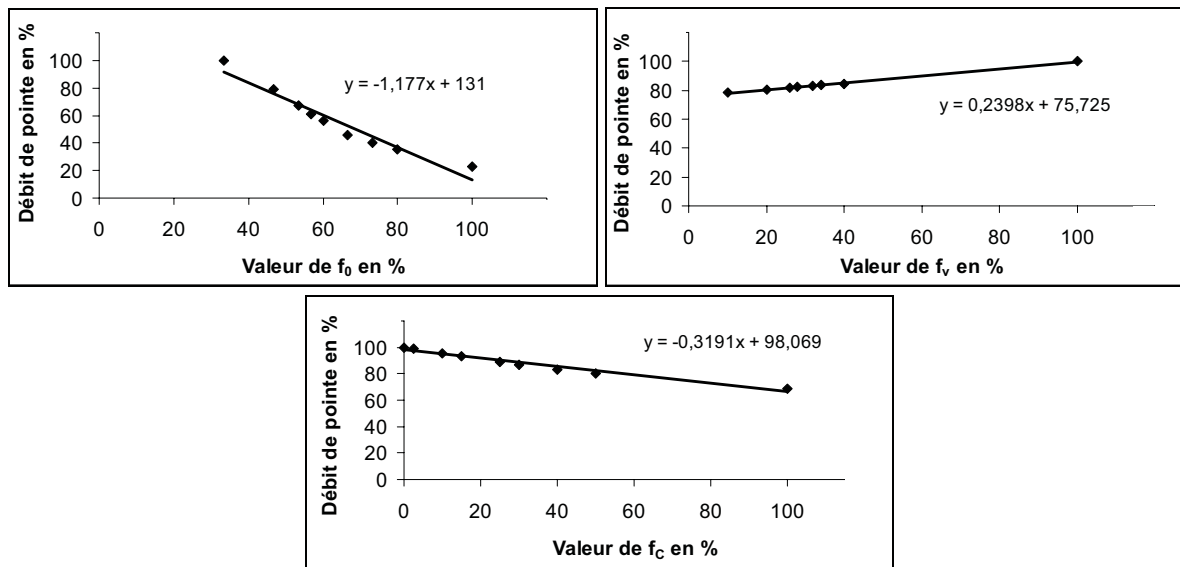 Débit de pointe en %
100
80
60
40
20
0
y = -1,177x + 131
0 20 40 60 80 100
Valeur de f₀ en %
Débit de pointe en %
100
80
60
40
20
0
y = 0,2398x + 75,725
0 20 40 60 80 100
Valeur de fᵥ en %
Débit de pointe en %
100
80
60
40
20
0
y = -0,3191x + 98,069
0 20 40 60 80 100
Valeur de f_C en %